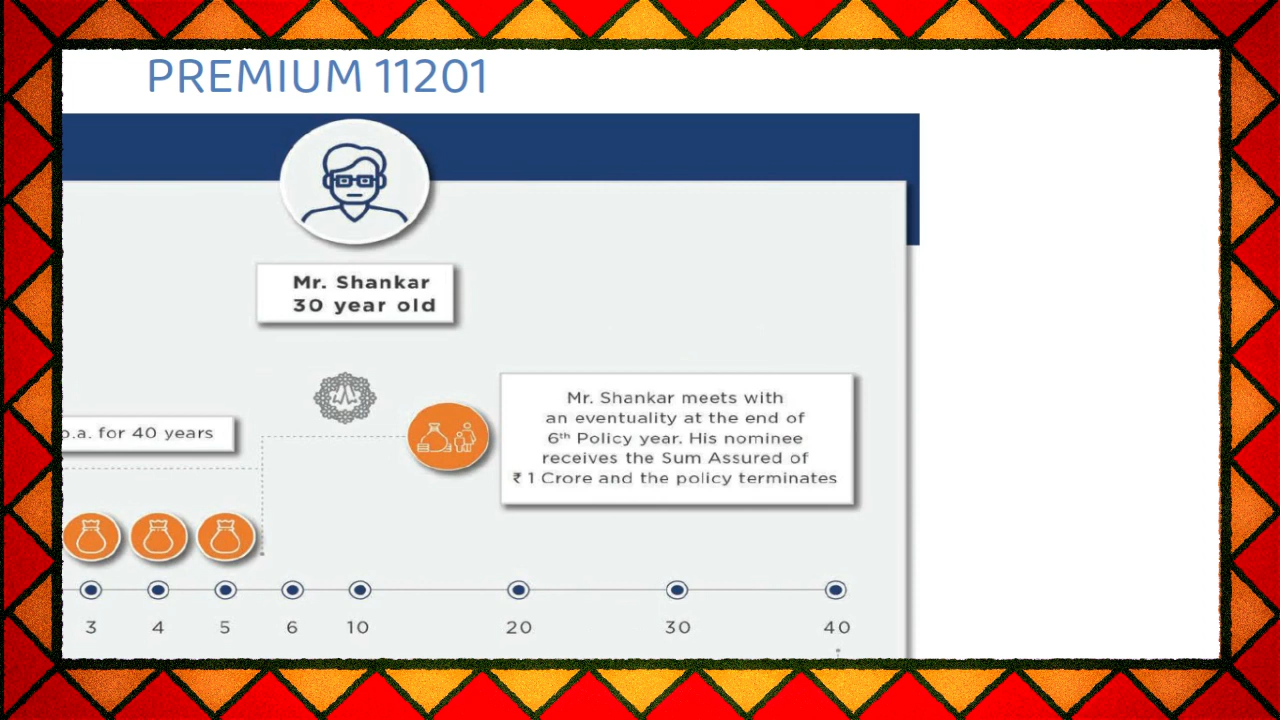 PREMIUM 11201
Mr. Shankar
30 year old
Mr. Shankar meets with
an eventuality at the end of
6th Policy year. His nominee
receives the Sum Assured of
₹ 1 Crore and the policy terminates
p.a. for 40 years
3 4 5 6 10 20 30 40